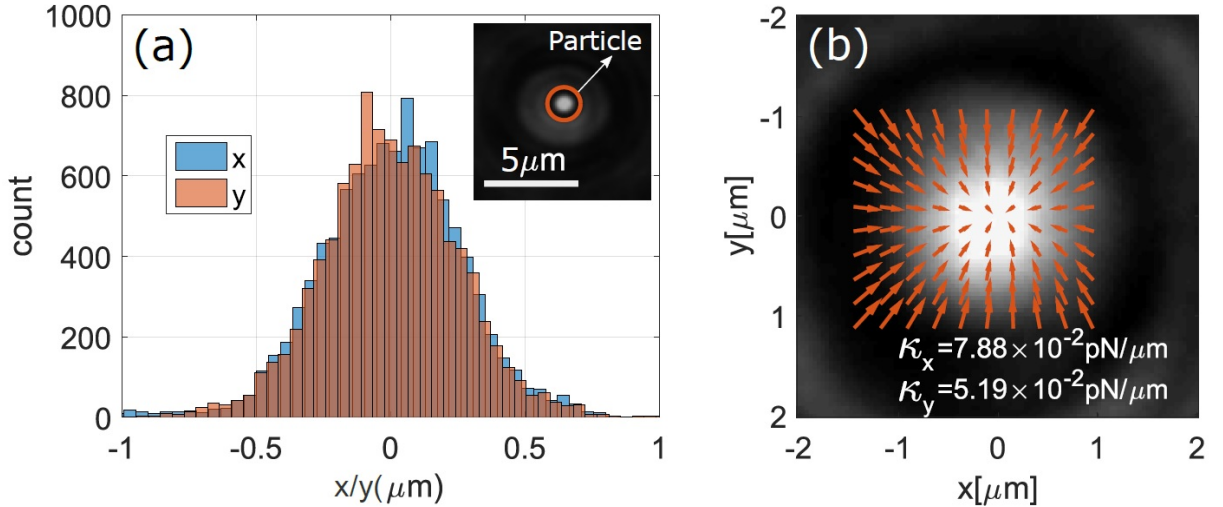 (a)
Particle
5μm
x
y
1000
800
600
400
200
0
count
-1
-0.5
0
0.5
1
x/y(μm)
(b)
-2
-1
0
1
2
y[μm]
κx=7.88×10⁻²pN/μm
κy=5.19×10⁻²pN/μm
-2
-1
0
1
2
x[μm]